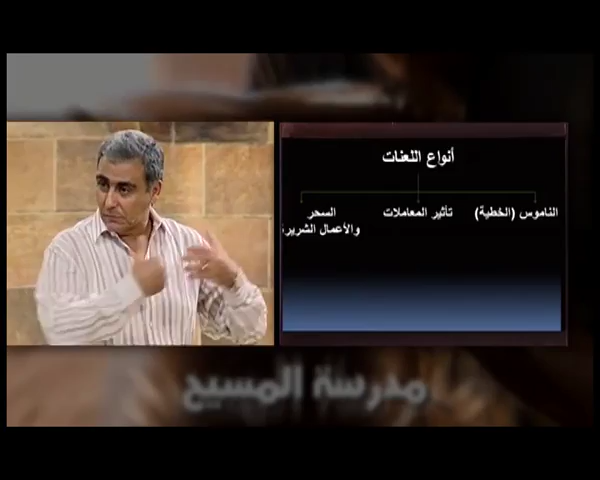 أنواع اللعنات
الناموس (الخطية)
تأثير المعاملات
السحر
والأعمال الشريرة
مدرسة المسيح